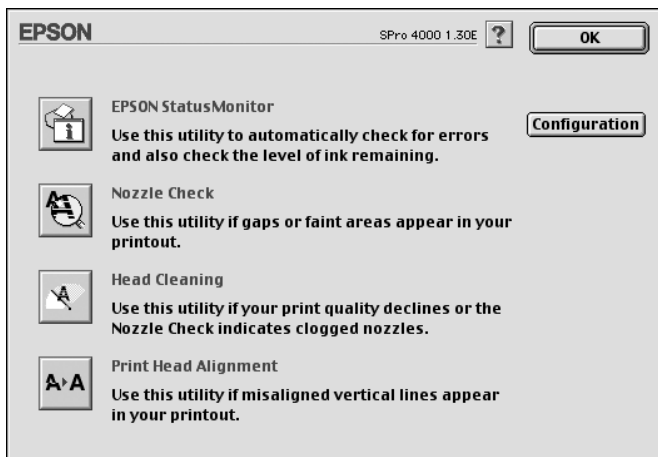 EPSON
SPro 4000 1.30E
?
OK
EPSON StatusMonitor
Use this utility to automatically check for errors
and also check the level of ink remaining.
Configuration
Nozzle Check
Use this utility if gaps or faint areas appear in your
printout.
Head Cleaning
Use this utility if your print quality declines or the
Nozzle Check indicates clogged nozzles.
Print Head Alignment
Use this utility if misaligned vertical lines appear
in your printout.